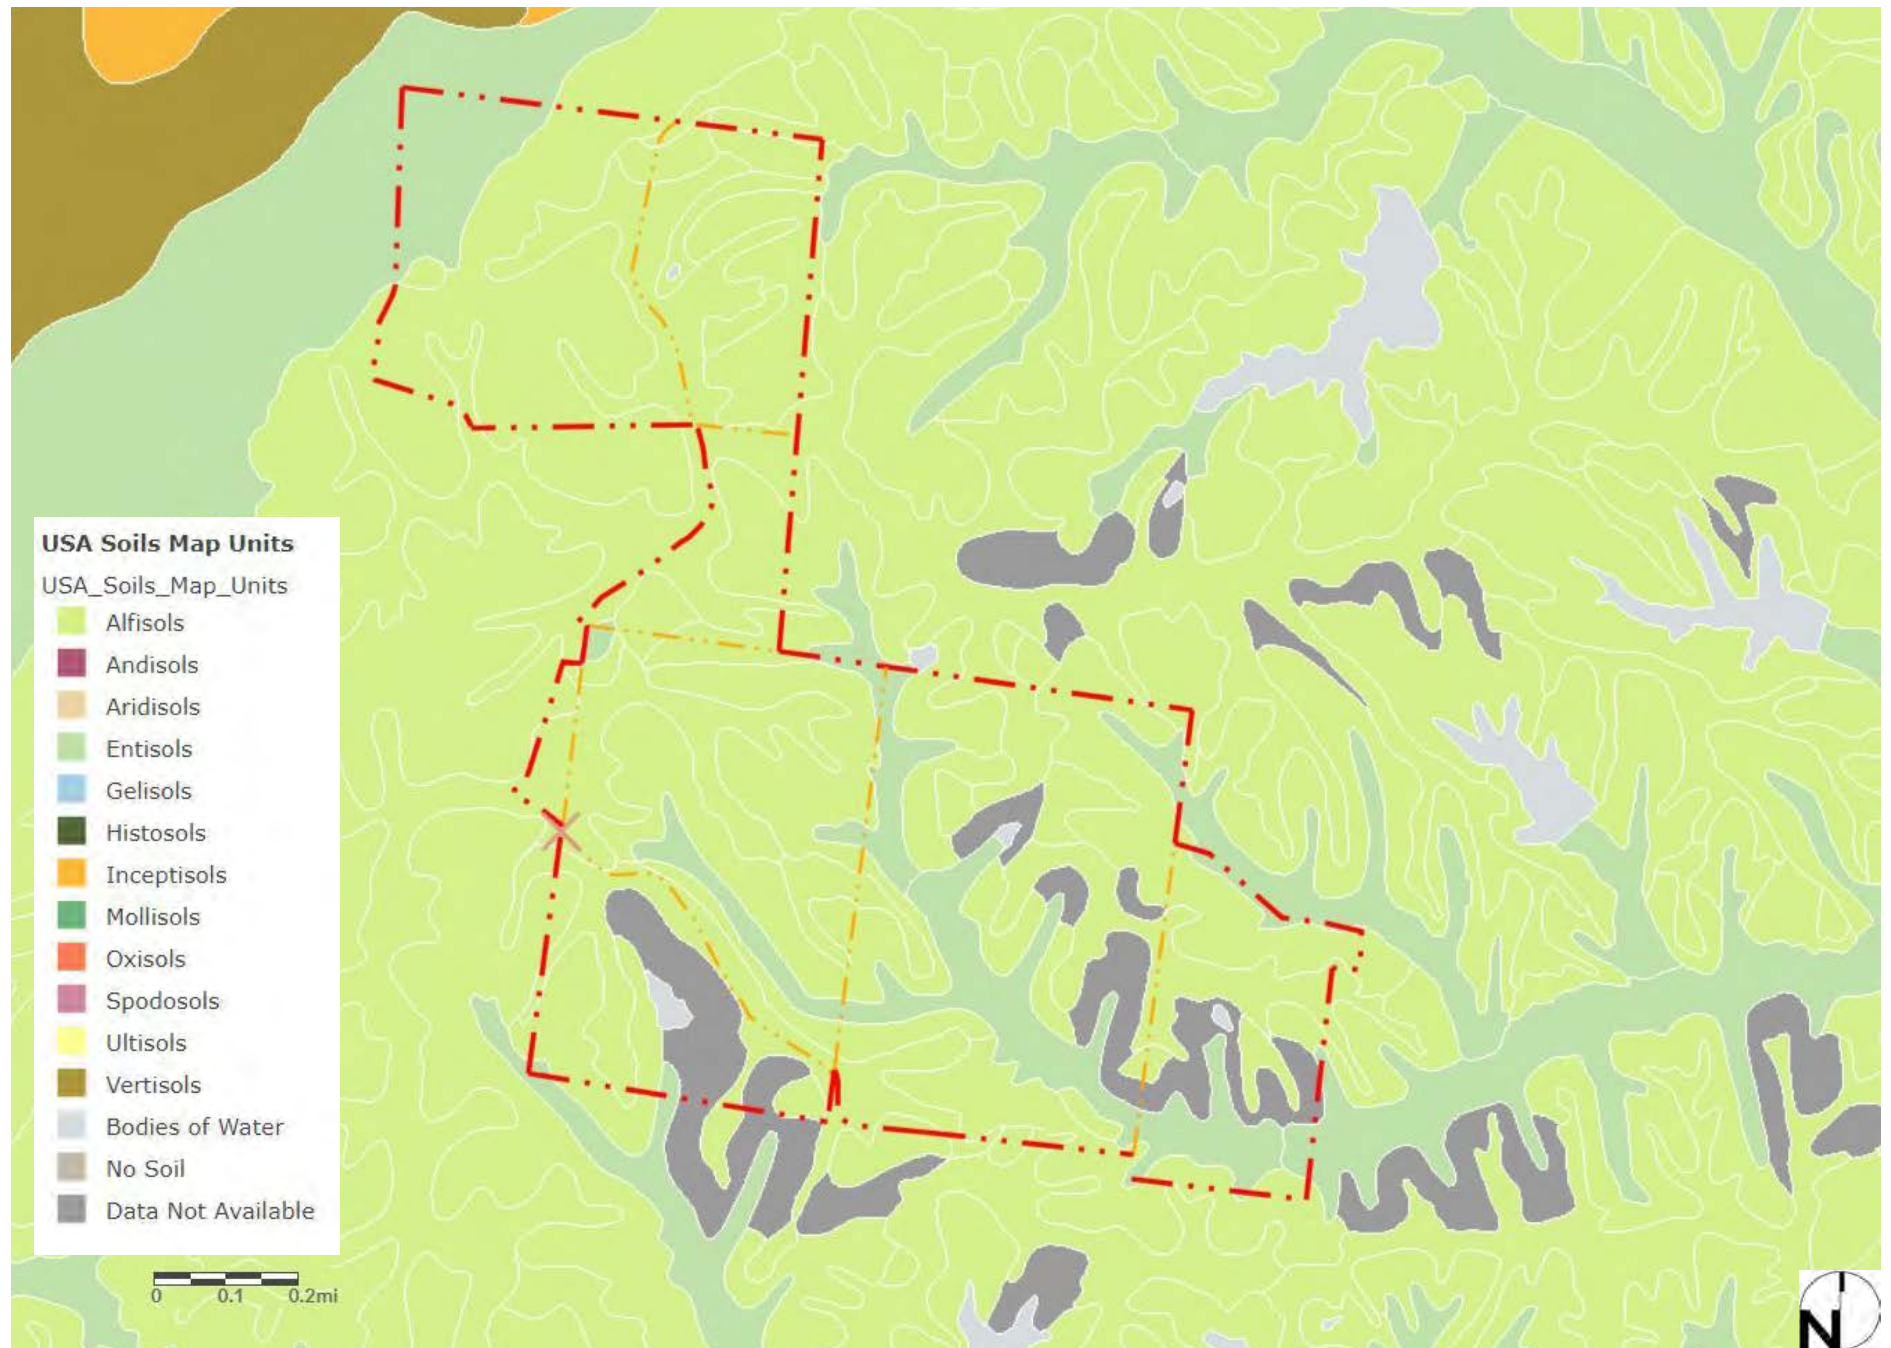 USA Soils Map Units
USA_Soils_Map_Units
Alfisols
Andisols
Aridisols
Entisols
Gelisols
Histosols
Inceptisols
Mollisols
Oxisols
Spodosols
Ultisols
Vertisols
Bodies of Water
No Soil
Data Not Available
0 0.1 0.2mi
N